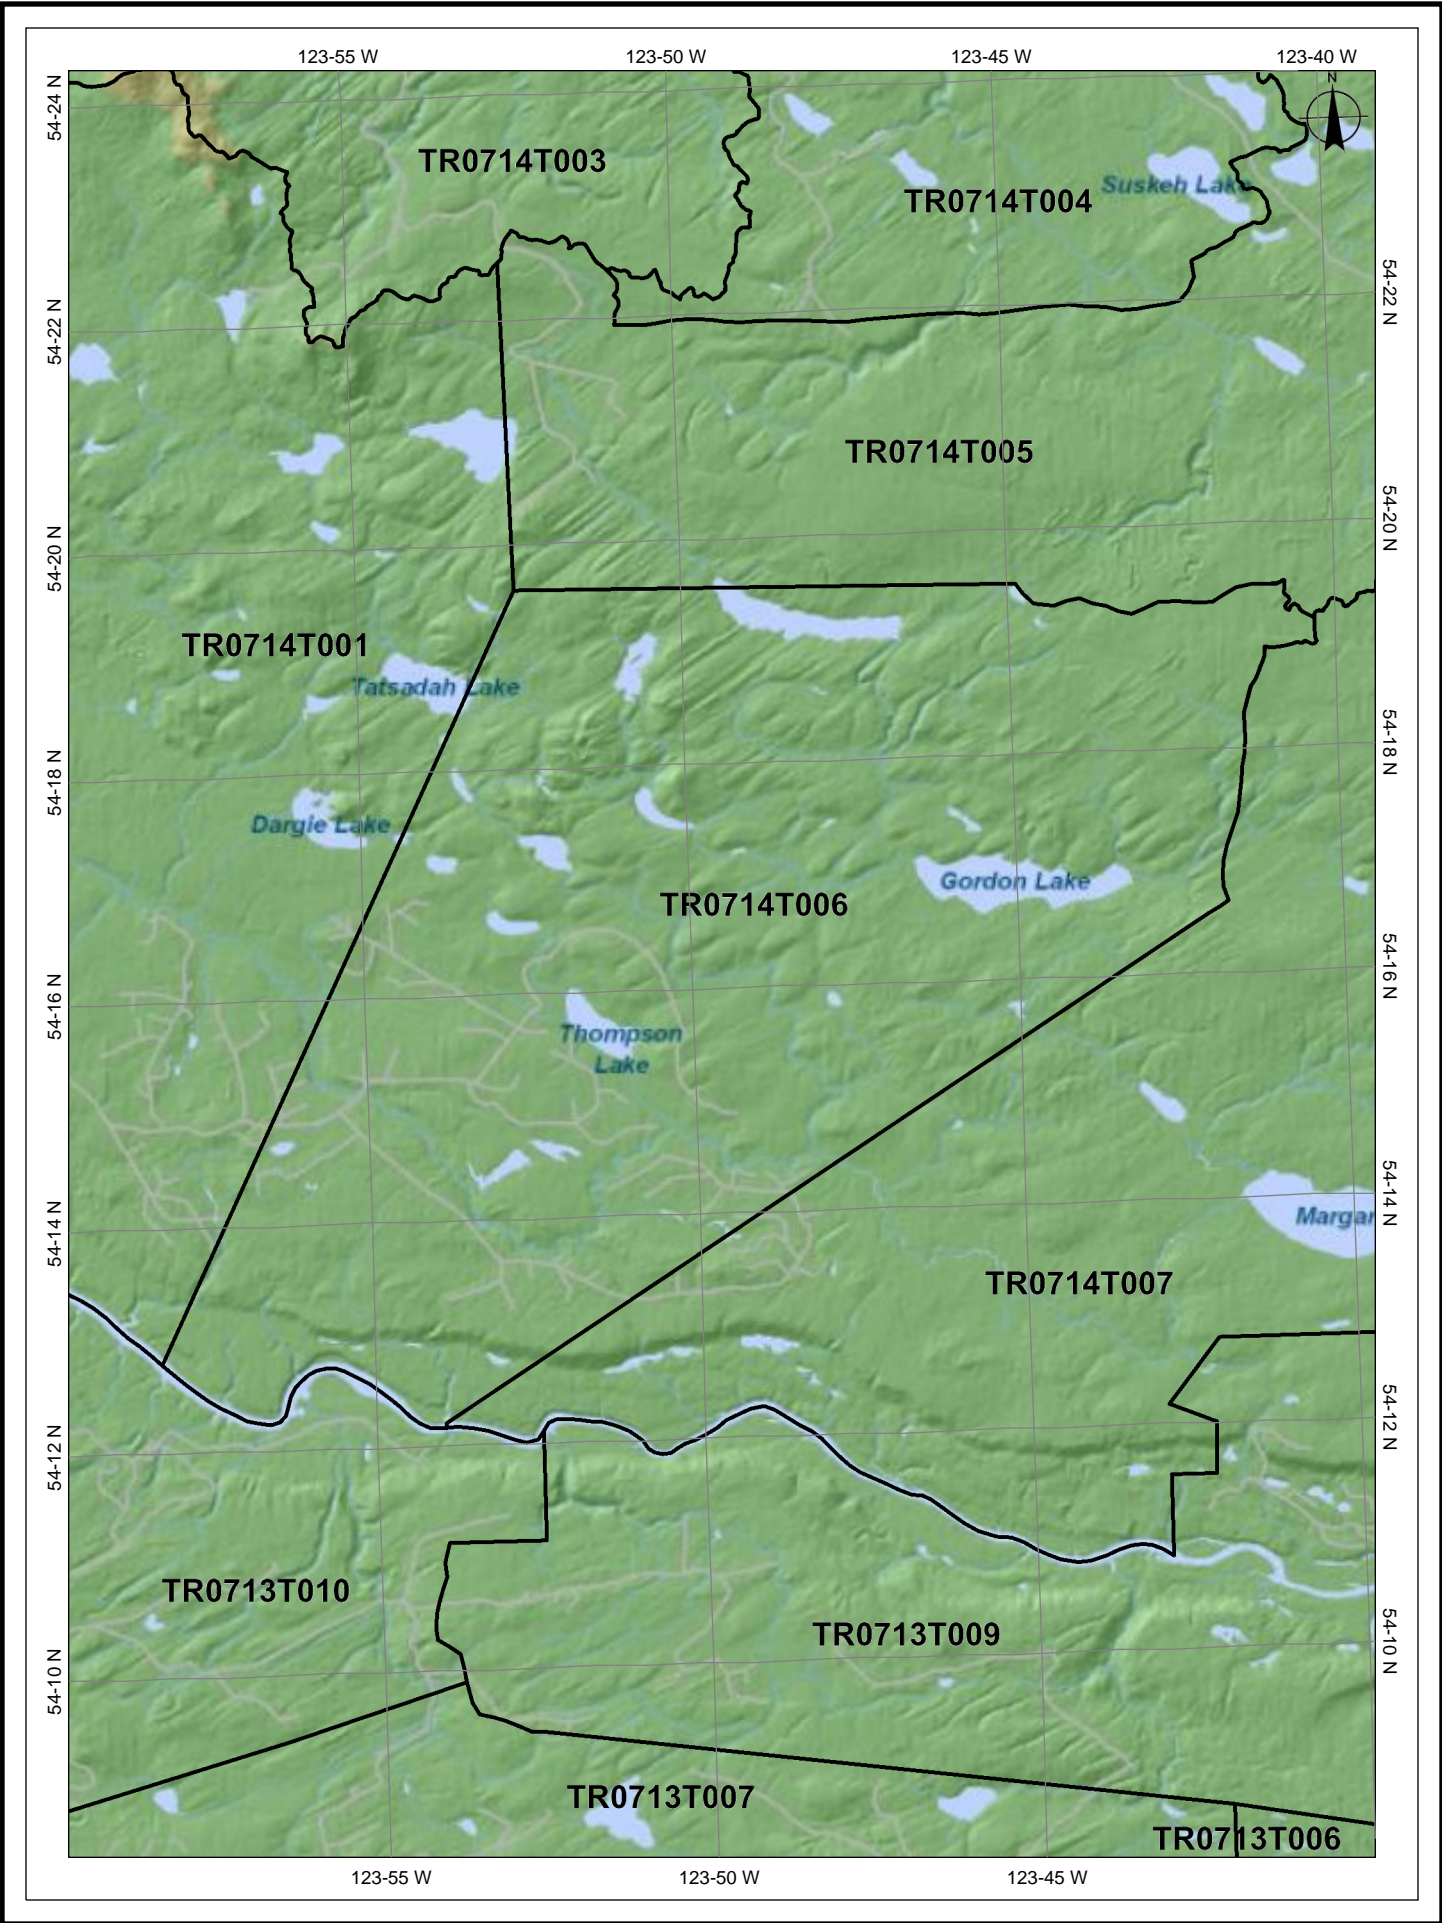 123-55 W
123-50 W
123-45 W
123-40 W
N
54-24 N
TR0714T003
TR0714T004
Suskeh Lake
54-22 N
54-22 N
TR0714T005
54-20 N
54-20 N
TR0714T001
Tatsadah Lake
54-18 N
54-18 N
Dargie Lake
Gordon Lake
TR0714T006
54-16 N
54-16 N
Thompson
Lake
54-14 N
54-14 N
Margar
TR0714T007
54-12 N
54-12 N
TR0713T010
TR0713T009
54-10 N
54-10 N
TR0713T007
TR0713T006
123-55 W
123-50 W
123-45 W